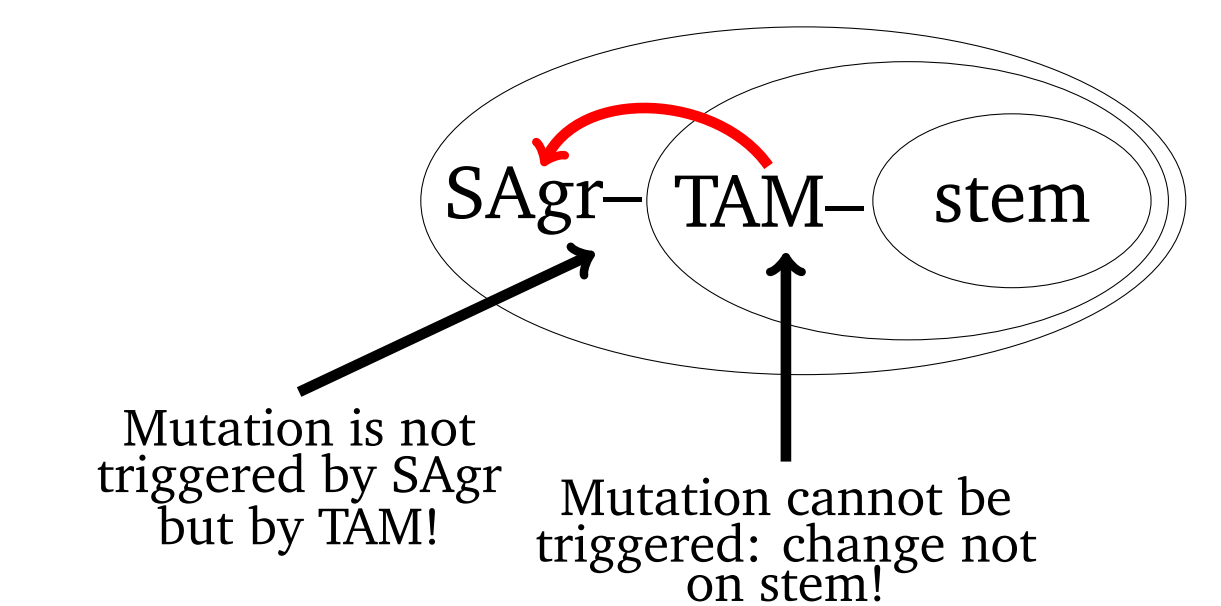 SAgr– TAM– stem
Mutation is not
triggered by SAgr
but by TAM!
Mutation cannot be
triggered: change not
on stem!